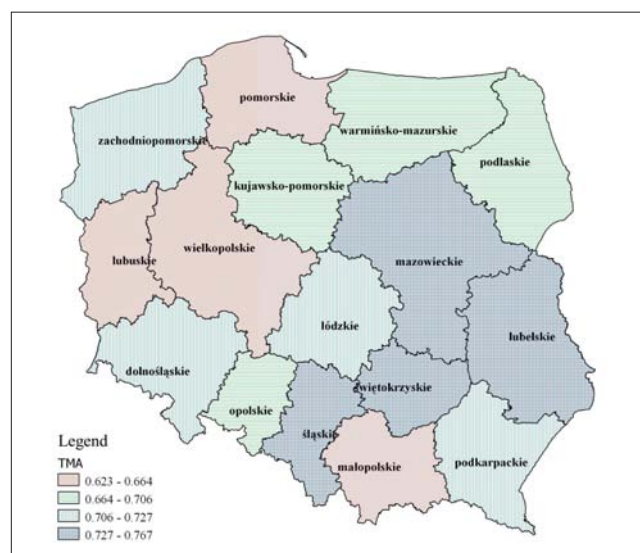 pomorskie
warmińsko-mazurskie
zachodniopomorskie
podlaskie
kujawsko-pomorskie
wielkopolskie
mazowieckie
lubuskie
łódzkie
lubelskie
dolnośląskie
więtokrzyskie
opolskie
śląskie
małopolskie
podkarpackie
Legend
TMA
0.623 - 0.664
0.664 - 0.706
0.706 - 0.727
0.727 - 0.767